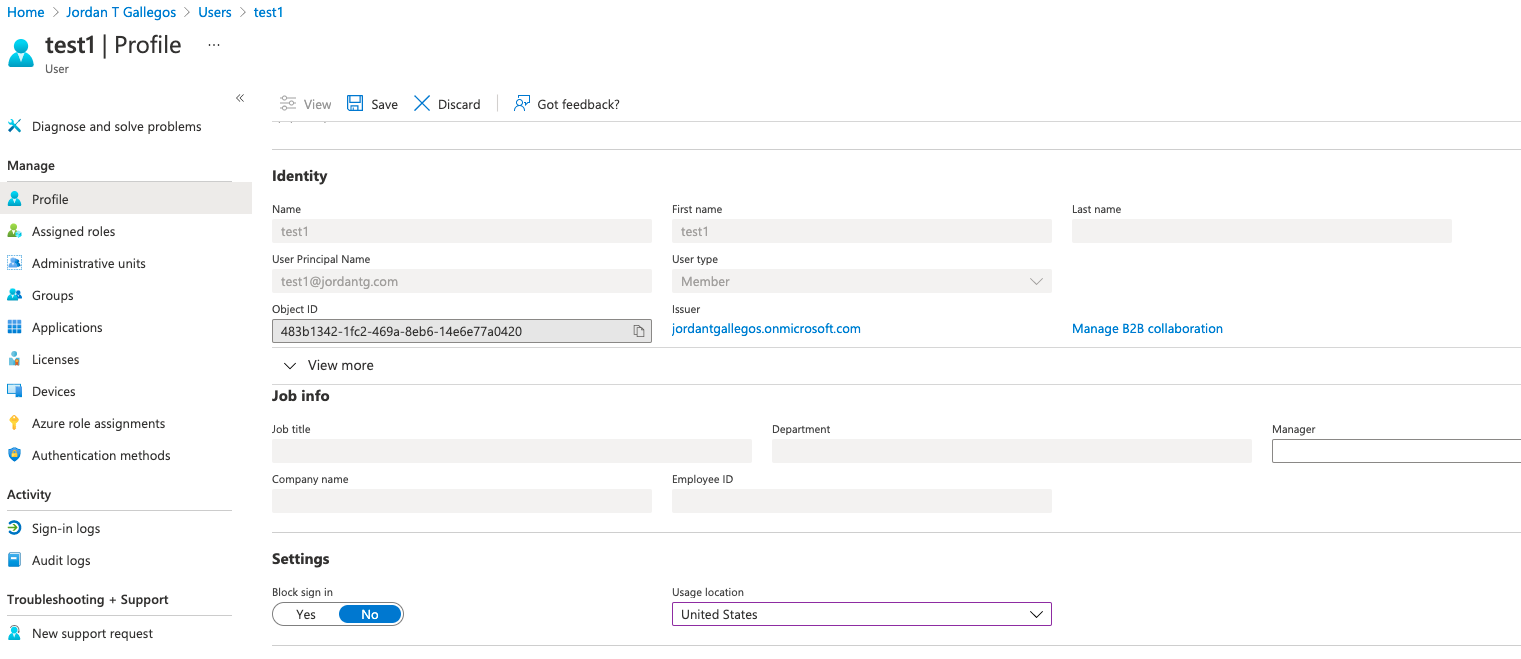 Home > Jordan T Gallegos > Users > test1
test1 | Profile ...
User
«
View Save Discard Got feedback?
Diagnose and solve problems
Manage
Profile
Assigned roles
Administrative units
Groups
Applications
Licenses
Devices
Azure role assignments
Authentication methods
Activity
Sign-in logs
Audit logs
Troubleshooting + Support
New support request
Identity
Name First name Last name
test1 test1
User Principal Name User type
test1@jordantg.com Member
Object ID Issuer
483b1342-1fc2-469a-8eb6-14e6e77a0420 jordantgallegos.onmicrosoft.com Manage B2B collaboration
View more
Job info
Job title Department Manager
Company name Employee ID
Settings
Block sign in Usage location
Yes No United States